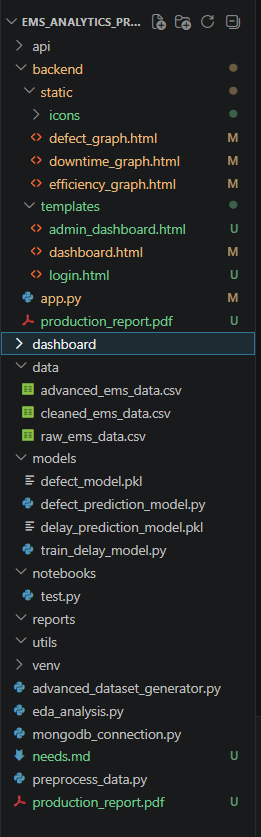 EMS_ANALYTICS_PR...
api
backend
static
icons
defect_graph.html M
downtime_graph.html M
efficiency_graph.html M
templates
admin_dashboard.html U
dashboard.html M
login.html U
app.py M
production_report.pdf U
dashboard
data
advanced_ems_data.csv
cleaned_ems_data.csv
raw_ems_data.csv
models
defect_model.pkl
defect_prediction_model.py
delay_prediction_model.pkl
train_delay_model.py
notebooks
test.py
reports
utils
venv
advanced_dataset_generator.py
eda_analysis.py
mongodb_connection.py
needs.md U
preprocess_data.py
production_report.pdf U